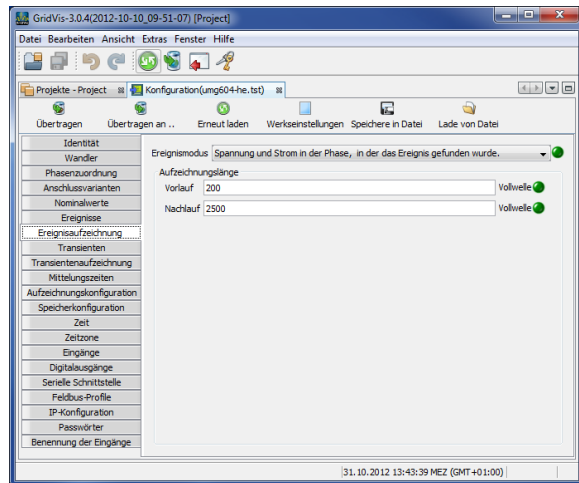 GridVis-3.0.4(2012-10-10_09-51-07) [Project]
Datei Bearbeiten Ansicht Extras Fenster Hilfe
Projekte - Project
Konfiguration(umg604-he.tst)
Übertragen Übertragen an .. Erneut laden Werkseinstellungen Speichere in Datei Lade von Datei
Identität
Wandler
Phasenzuordnung
Anschlussvarianten
Nominalwerte
Ereignisse
Ereignisaufzeichnung
Transienten
Transientenaufzeichnung
Mittelungszeiten
Aufzeichnungskonfiguration
Speicherkonfiguration
Zeit
Zeitzone
Eingänge
Digitalausgänge
Serielle Schnittstelle
Feldbus-Profile
IP-Konfiguration
Passwörter
Benennung der Eingänge
Ereignismodus Spannung und Strom in der Phase, in der das Ereignis gefunden wurde.
Aufzeichnungslänge
Vorlauf 200 Vollwelle
Nachlauf 2500 Vollwelle
31.10.2012 13:43:39 MEZ (GMT+01:00)